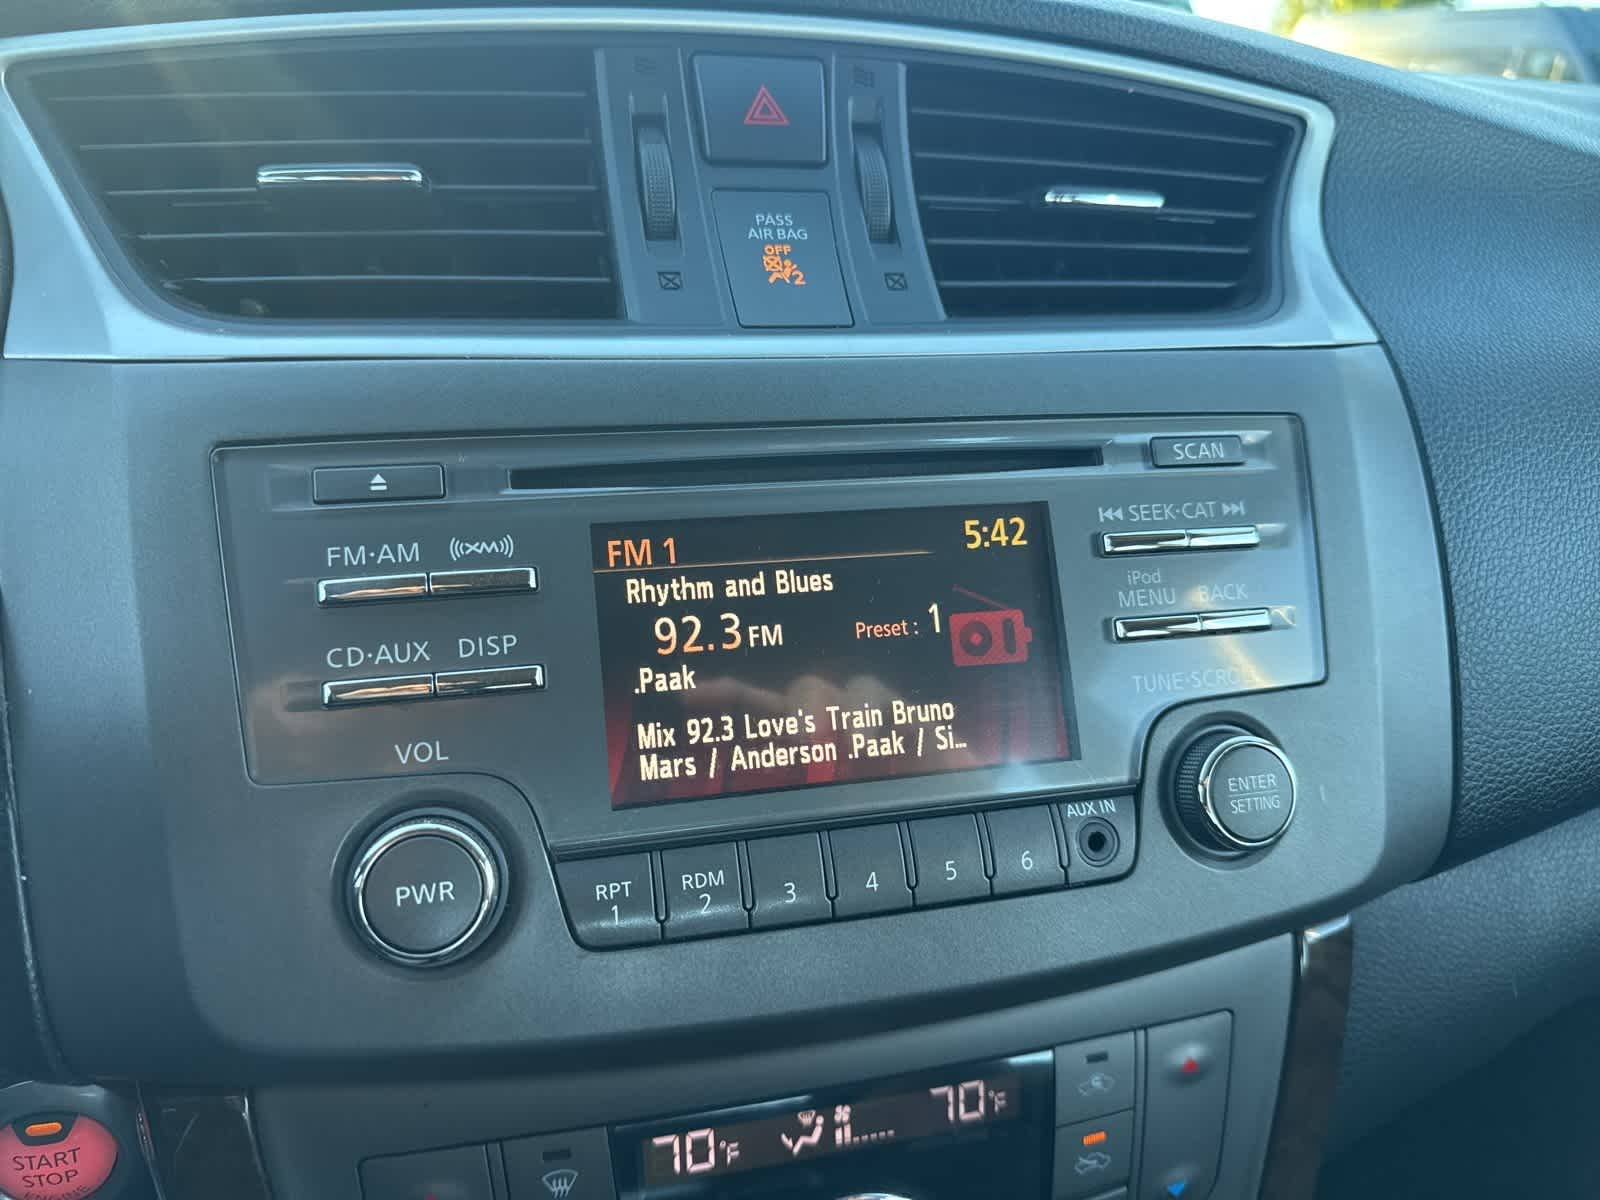 PASS
AIR BAG
OFF
2
SCAN
FM·AM
XM
SEEK·CAT
iPod
MENU
BACK
CD·AUX
DISP
FM 1
5:42
Rhythm and Blues
92.3 FM
Preset : 1
.Paak
Mix 92.3 Love's Train Bruno
Mars / Anderson .Paak / Si…
TUNE·SCROLL
VOL
PWR
ENTER
SETTING
AUX IN
RPT
1
RDM
2
3
4
5
6
70°F
70°F
START
STOP
ENGINE